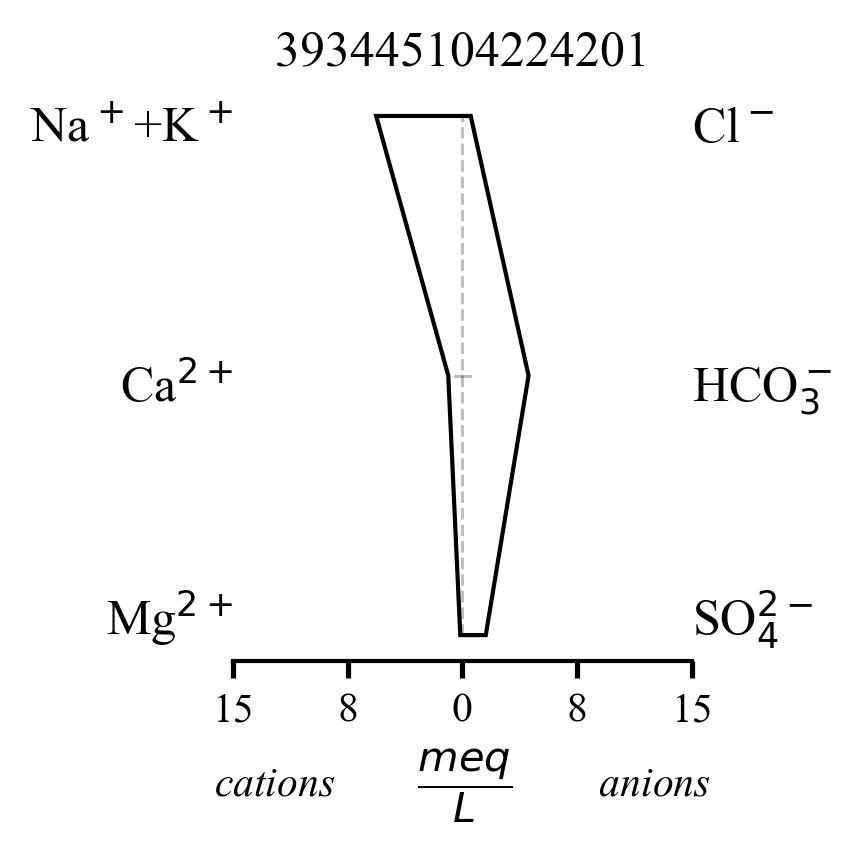 393445104224201
Na⁺+K⁺ Cl⁻
Ca²⁺ HCO₃⁻
Mg²⁺ SO₄²⁻
15 8 0 8 15
cations meq/L anions